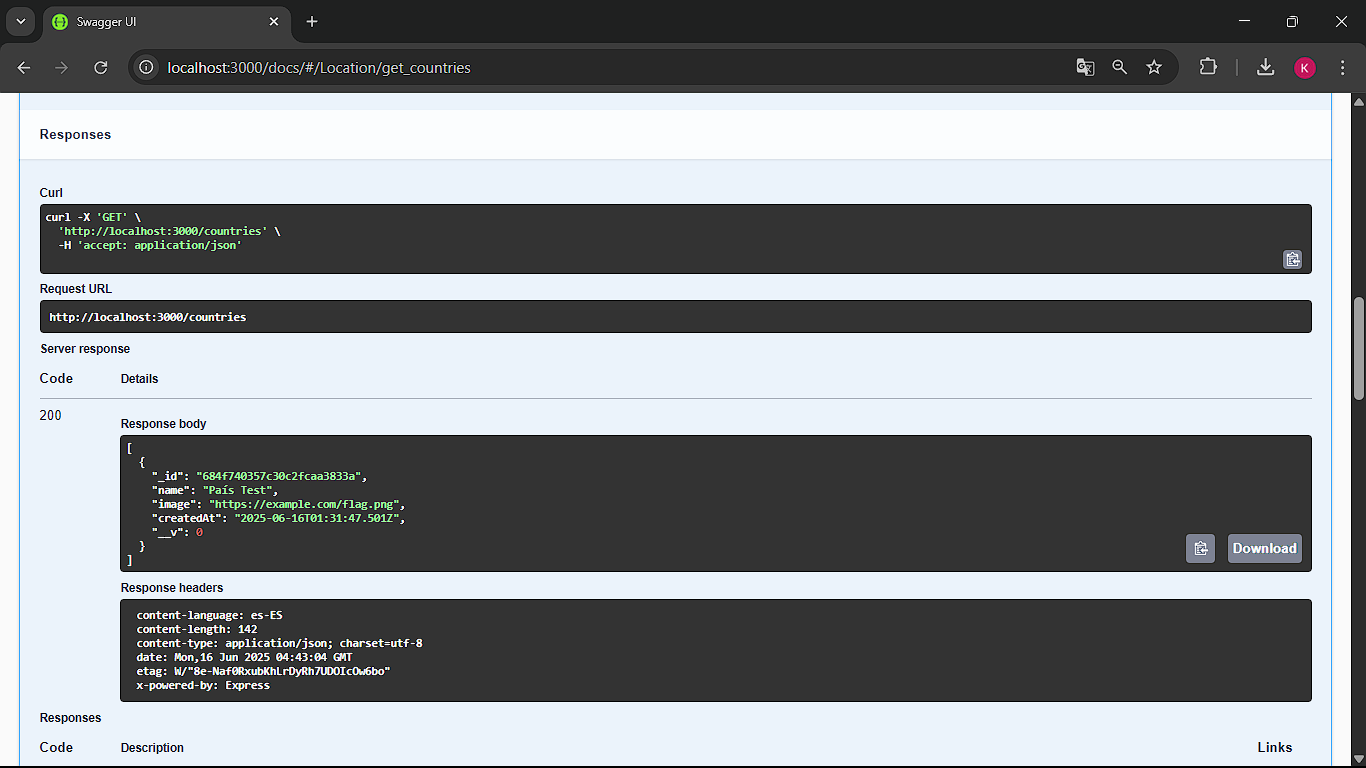 Swagger UI
localhost:3000/docs/#/Location/get_countries
K
Responses
Curl
curl -X 'GET' \
  'http://localhost:3000/countries' \
  -H 'accept: application/json'
Request URL
http://localhost:3000/countries
Server response
Code Details
200
Response body
[
  {
    "_id": "684f740357c30c2fcaa3833a",
    "name": "País Test",
    "image": "https://example.com/flag.png",
    "createdAt": "2025-06-16T01:31:47.501Z",
    "__v": 0
  }
]
Download
Response headers
content-language: es-ES
content-length: 142
content-type: application/json; charset=utf-8
date: Mon,16 Jun 2025 04:43:04 GMT
etag: W/"8e-Naf0RxubKhLrDyRh7UDOIcOw6bo"
x-powered-by: Express
Responses
Code Description Links